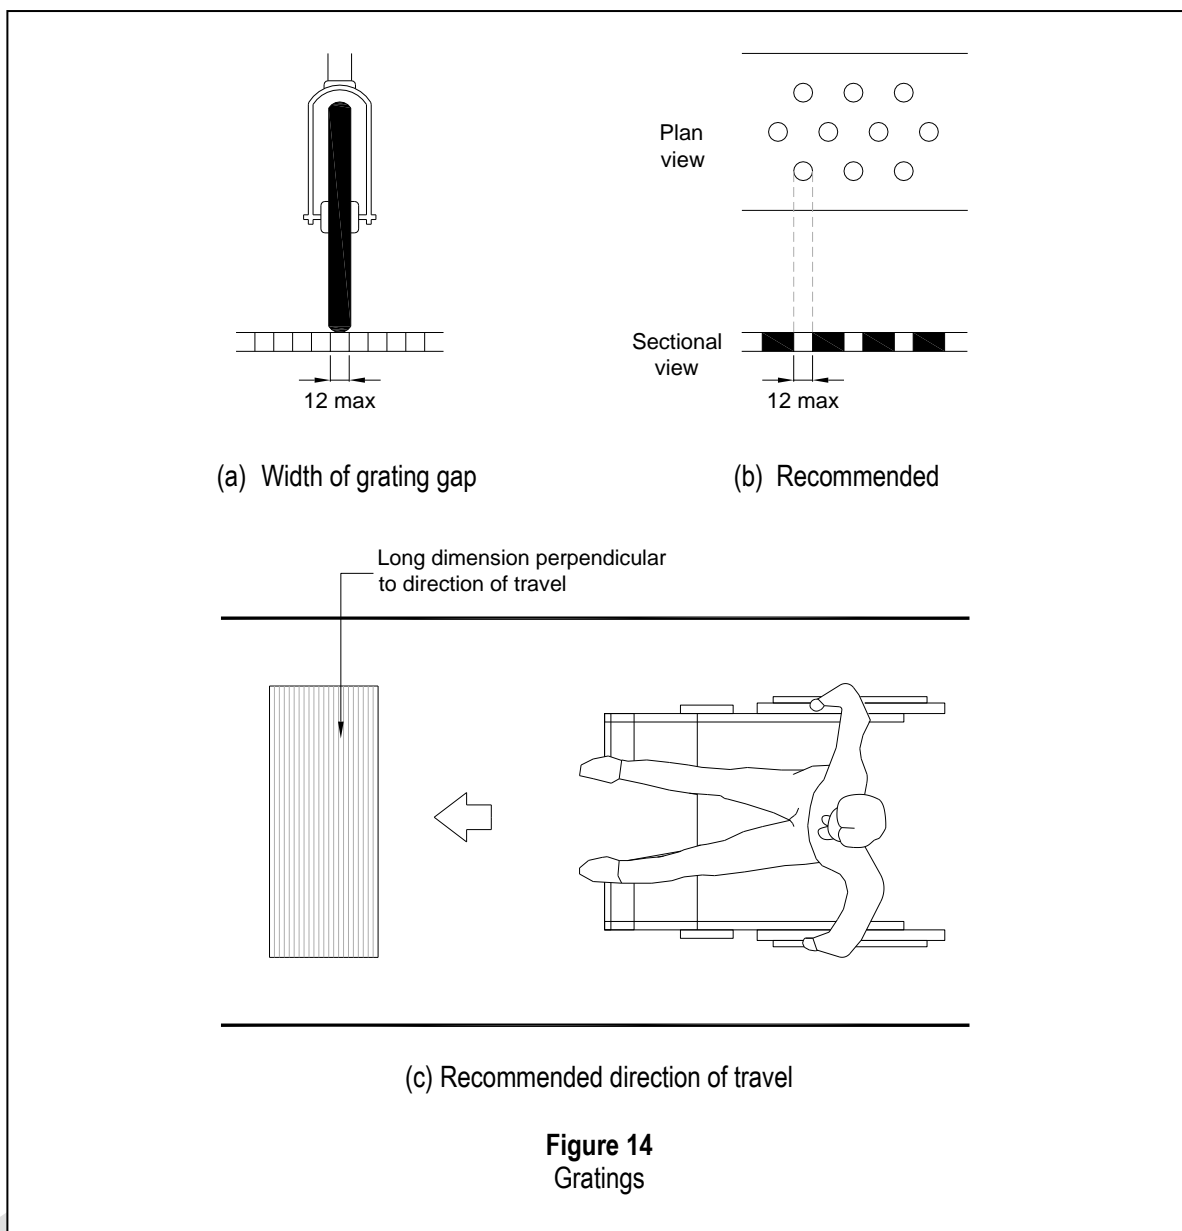 Plan
view
Sectional
view
12 max
12 max
(a) Width of grating gap
(b) Recommended
Long dimension perpendicular
to direction of travel
(c) Recommended direction of travel
Figure 14
Gratings